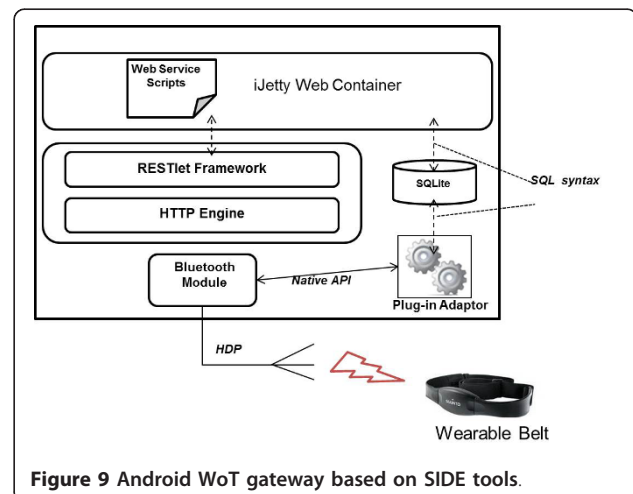 Web Service
Scripts
iJetty Web Container
RESTlet Framework
HTTP Engine
SQLite
SQL syntax
Bluetooth
Module
Native API
Plug-in Adaptor
HDP
Wearable Belt
Figure 9 Android WoT gateway based on SIDE tools.